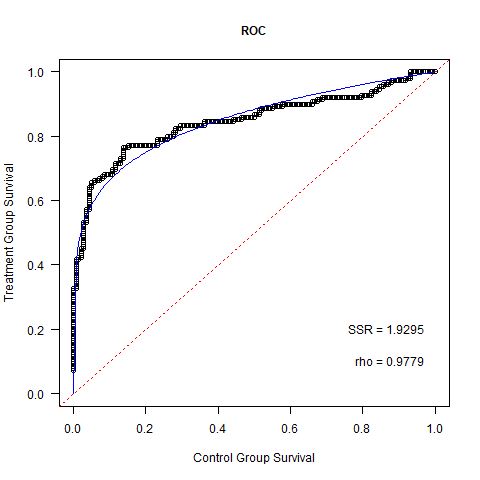 ROC
Treatment Group Survival
1.0
0.8
0.6
0.4
0.2
0.0
SSR = 1.9295
rho = 0.9779
0.0 0.2 0.4 0.6 0.8 1.0
Control Group Survival